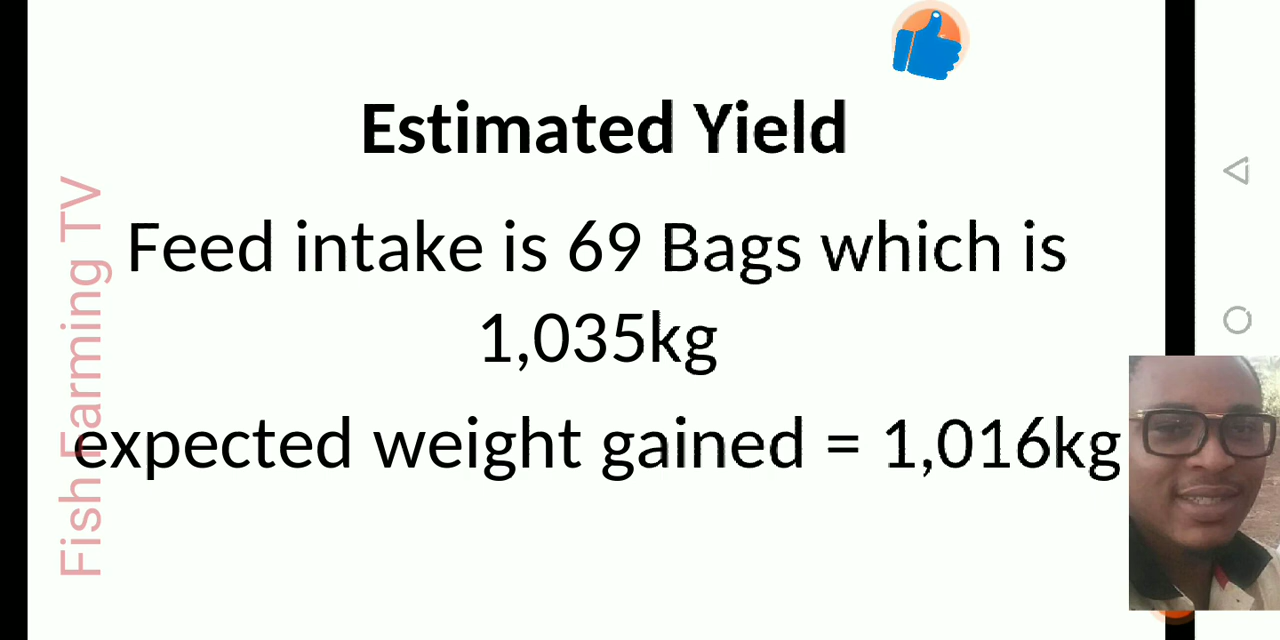 Estimated Yield
Feed intake is 69 Bags which is
1,035kg
expected weight gained = 1,016kg
Fish Farming TV